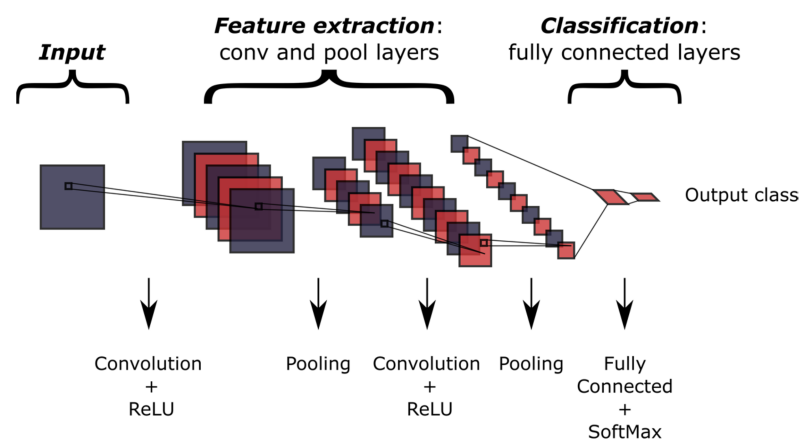 Input
Feature extraction:
conv and pool layers
Classification:
fully connected layers
Output class
Convolution
+
ReLU
Pooling
Convolution
+
ReLU
Pooling
Fully
Connected
+
SoftMax